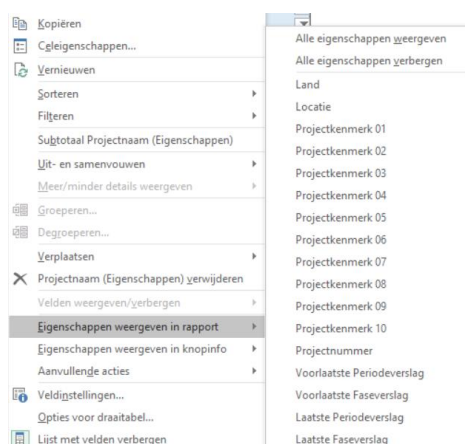 Kopiëren
Celeigenschappen...
Vernieuwen
Sorteren
Filteren
Subtotaal Projectnaam (Eigenschappen)
Uit- en samenvouwen
Meer/minder details weergeven
Groeperen...
Degroeperen...
Verplaatsen
Projectnaam (Eigenschappen) verwijderen
Velden weergeven/verbergen
Eigenschappen weergeven in rapport
Eigenschappen weergeven in knopinfo
Aanvullende acties
Veldinstellingen...
Opties voor draaitabel...
Lijst met velden verbergen
Alle eigenschappen weergeven
Alle eigenschappen verbergen
Land
Locatie
Projectkenmerk 01
Projectkenmerk 02
Projectkenmerk 03
Projectkenmerk 04
Projectkenmerk 05
Projectkenmerk 06
Projectkenmerk 07
Projectkenmerk 08
Projectkenmerk 09
Projectkenmerk 10
Projectnummer
Voorlaatste Periodeverslag
Voorlaatste Faseverslag
Laatste Periodeverslag
Laatste Faseverslag